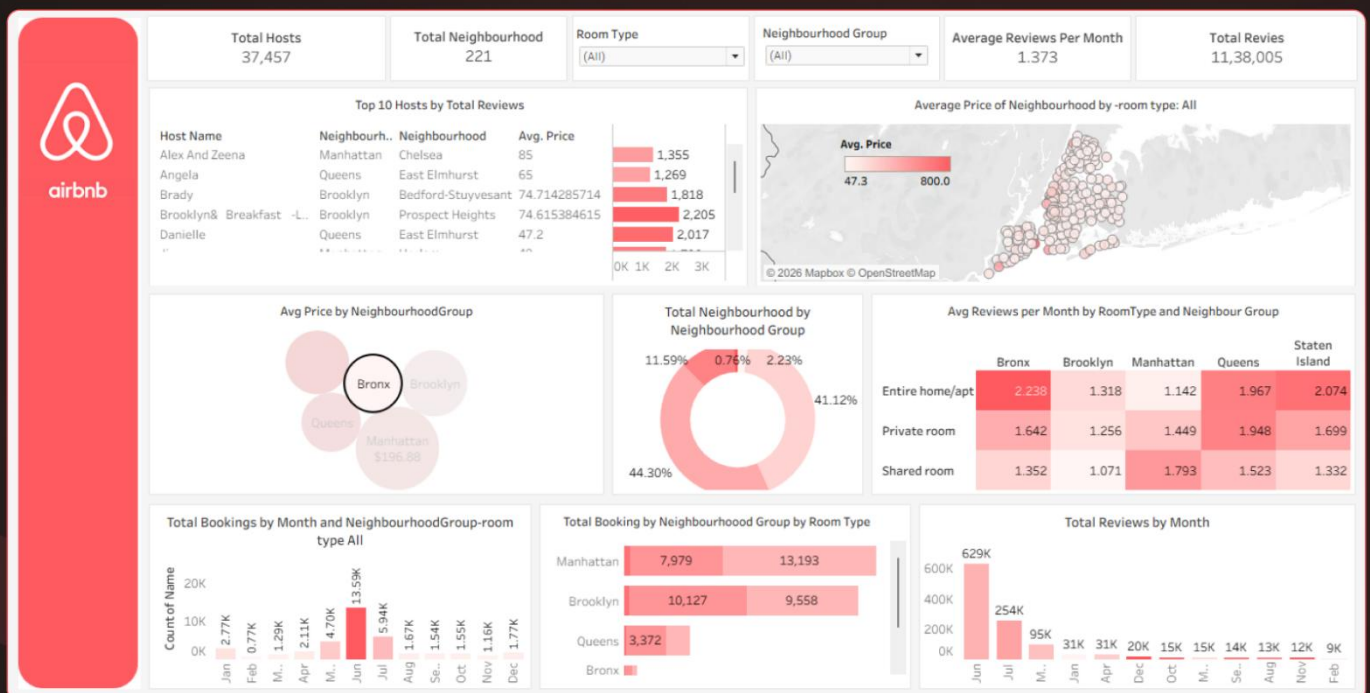 airbnb
Total Hosts
37,457
Total Neighbourhood
221
Room Type
(All)
Neighbourhood Group
(All)
Average Reviews Per Month
1.373
Total Revies
11,38,005
Top 10 Hosts by Total Reviews
Host Name Neighbourh.. Neighbourhood Avg. Price
Alex And Zeena Manhattan Chelsea 85 1,355
Angela Queens East Elmhurst 65 1,269
Brady Brooklyn Bedford-Stuyvesant 74.714285714 1,818
Brooklyn& Breakfast -L.. Brooklyn Prospect Heights 74.615384615 2,205
Danielle Queens East Elmhurst 47.2 2,017
0K 1K 2K 3K
Average Price of Neighbourhood by -room type: All
Avg. Price
47.3 800.0
© 2026 Mapbox © OpenStreetMap
Avg Price by NeighbourhoodGroup
Bronx
Brooklyn
Queens
Manhattan
$196.88
Total Neighbourhood by
Neighbourhood Group
11.59% 0.76% 2.23%
41.12%
44.30%
Avg Reviews per Month by RoomType and Neighbour Group
Bronx Brooklyn Manhattan Queens Staten Island
Entire home/apt 2.238 1.318 1.142 1.967 2.074
Private room 1.642 1.256 1.449 1.948 1.699
Shared room 1.352 1.071 1.793 1.523 1.332
Total Bookings by Month and NeighbourhoodGroup-room
type All
Count of Name
20K
10K
0K
2.77K 0.77K 1.29K 2.11K 4.70K 13.59K 5.94K 1.67K 1.54K 1.55K 1.16K 1.77K
Jan Feb M.. Apr M.. Jun Jul Aug Se.. Oct Nov Dec
Total Booking by Neighbourhoood Group by Room Type
Manhattan 7,979 13,193
Brooklyn 10,127 9,558
Queens 3,372
Bronx
Total Reviews by Month
600K
400K
200K
0K
629K 254K 95K 31K 31K 20K 15K 15K 14K 13K 12K 9K
Jun Jul M.. Jan Apr Dec Oct M.. Se.. Aug Nov Feb